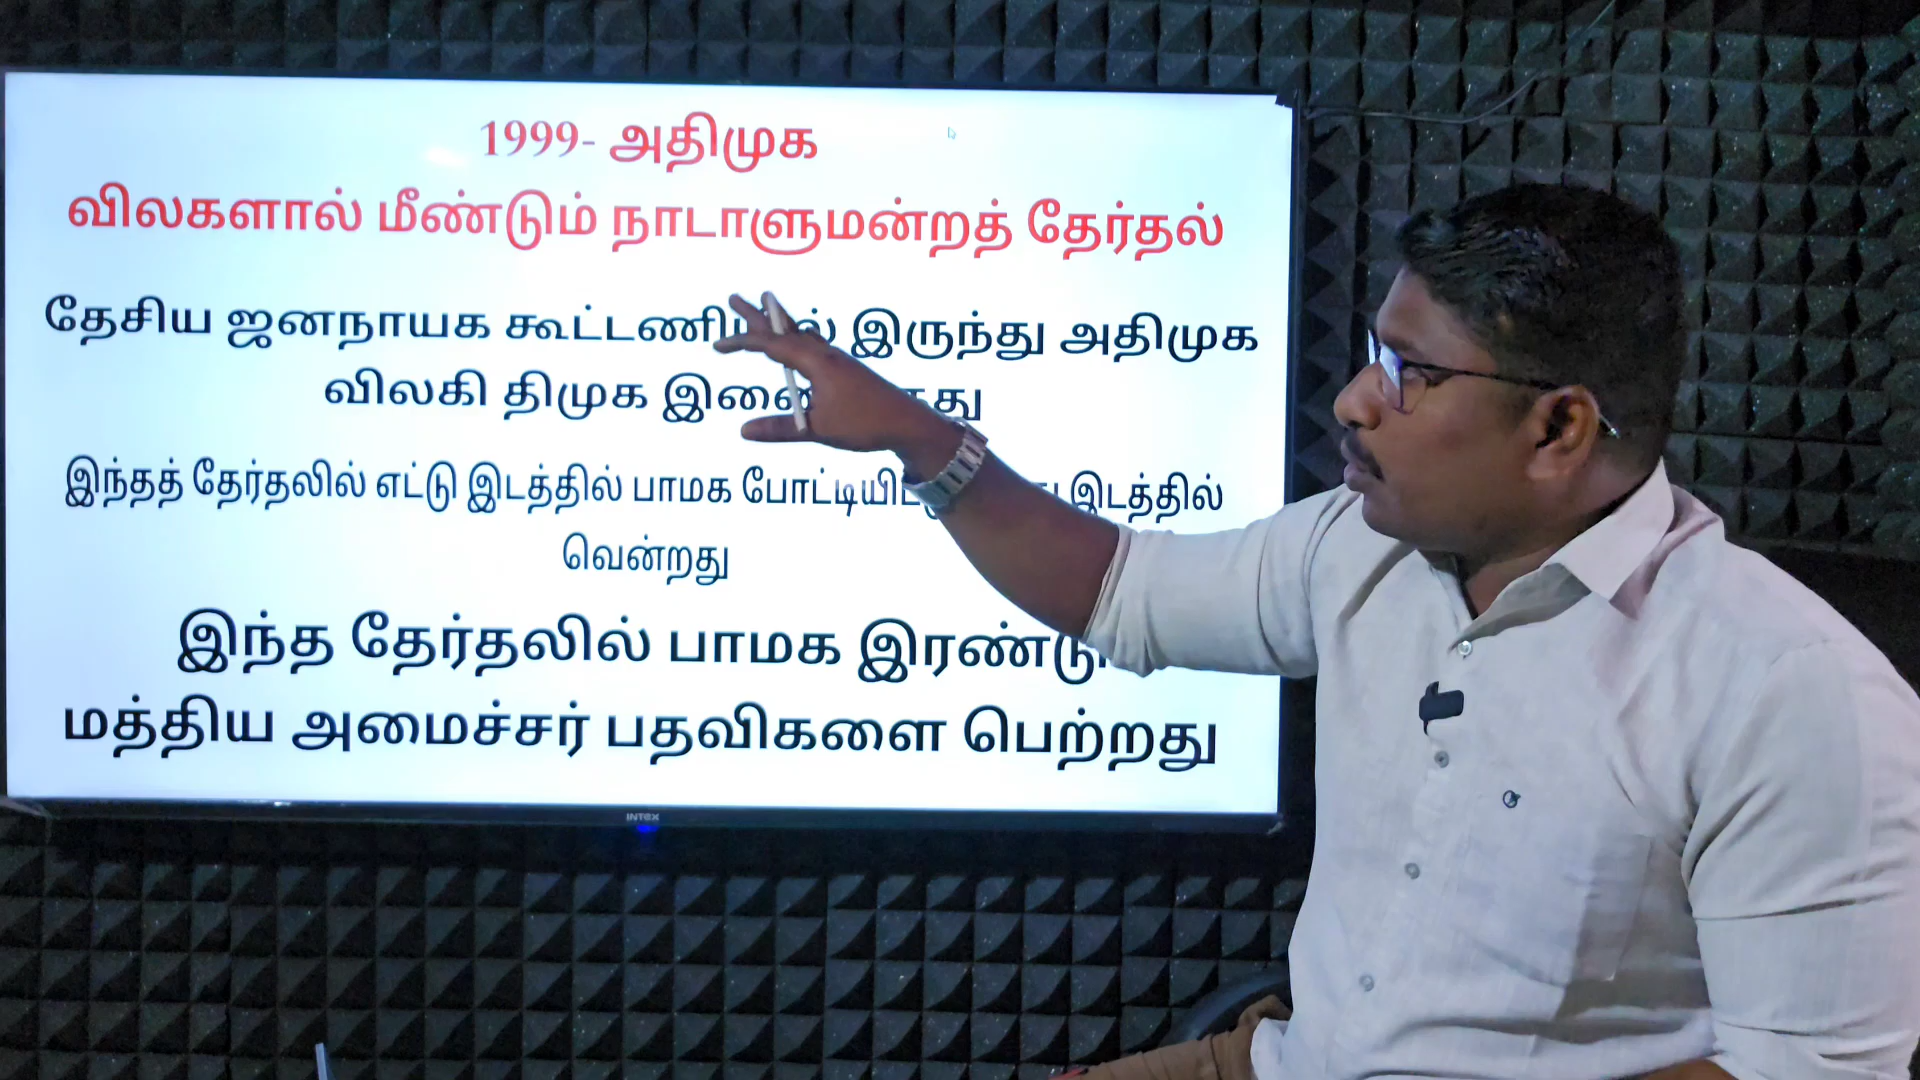 1999- அதிமுக
விலகளால் மீண்டும் நாடாளுமன்றத் தேர்தல்
தேசிய ஜனநாயக கூட்டணியில் இருந்து அதிமுக
விலகி திமுக
இந்தத் தேர்தலில் எட்டு இடத்தில் பாமக இடத்தில்
வென்றது
இந்த தேர்தலில் பாமக
மத்திய அமைச்சர் பதவிகளை பெற்றது
INTEX